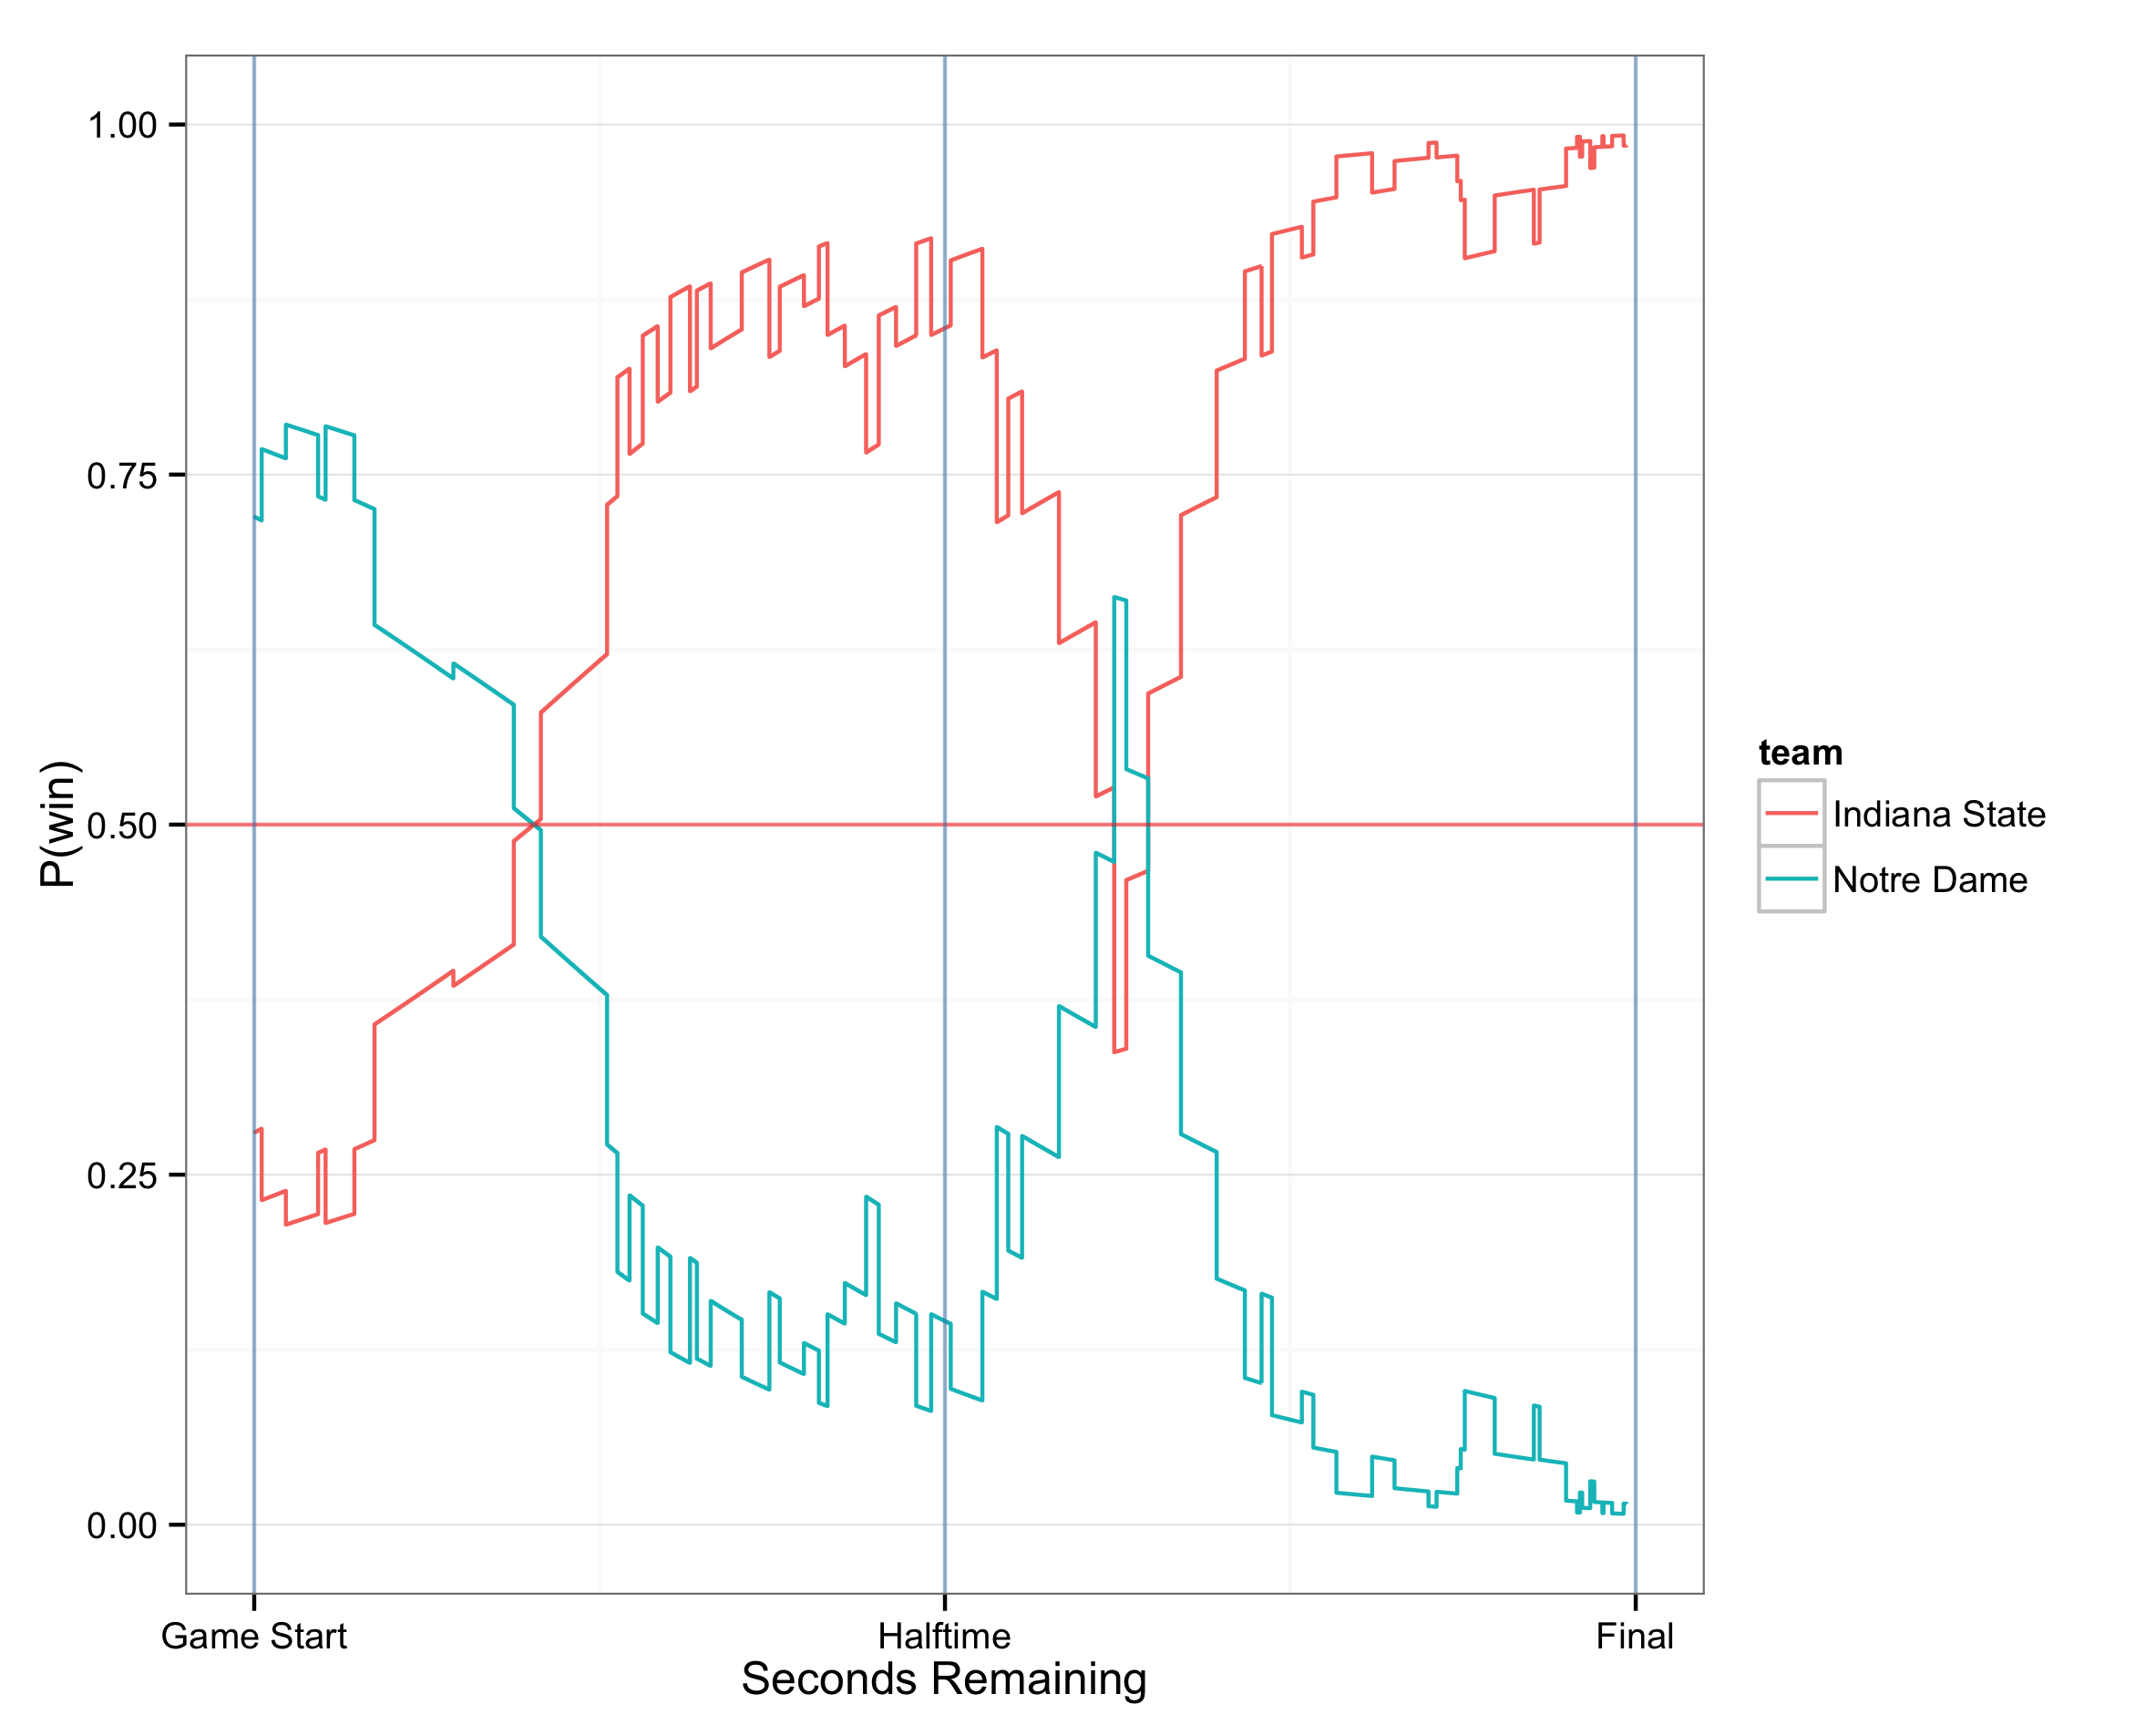 1.00
0.75
0.50
0.25
0.00
P(win)
Game Start
Halftime
Final
Seconds Remaining
team
Indiana State
Notre Dame